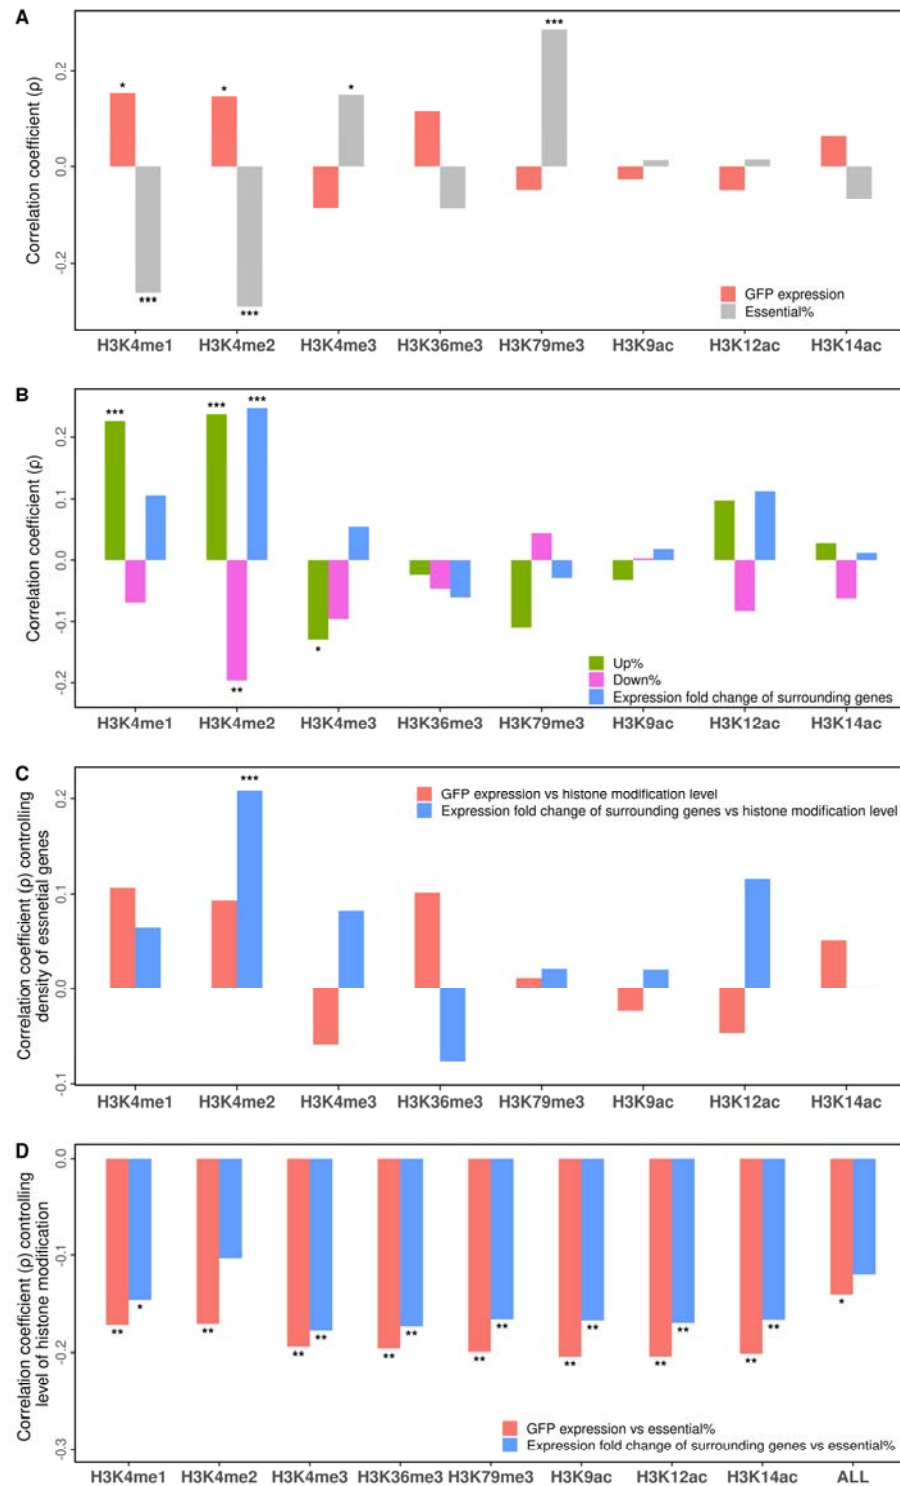 A
Correlation coefficient (ρ)
0.2
0.0
-0.2
*
***
*
***
*
***
GFP expression
Essential%
H3K4me1 H3K4me2 H3K4me3 H3K36me3 H3K79me3 H3K9ac H3K12ac H3K14ac
B
Correlation coefficient (ρ)
0.2
0.1
0.0
-0.1
-0.2
***
***
***
**
*
Up%
Down%
Expression fold change of surrounding genes
H3K4me1 H3K4me2 H3K4me3 H3K36me3 H3K79me3 H3K9ac H3K12ac H3K14ac
C
Correlation coefficient (ρ) controlling
density of essnetial genes
0.2
0.1
0.0
-0.1
***
GFP expression vs histone modification level
Expression fold change of surrounding genes vs histone modification level
H3K4me1 H3K4me2 H3K4me3 H3K36me3 H3K79me3 H3K9ac H3K12ac H3K14ac
D
Correlation coefficient (ρ) controlling
level of histone modification
0.0
-0.1
-0.2
-0.3
**
*
**
**
**
**
**
**
**
**
**
**
**
**
**
*
GFP expression vs essential%
Expression fold change of surrounding genes vs essential%
H3K4me1 H3K4me2 H3K4me3 H3K36me3 H3K79me3 H3K9ac H3K12ac H3K14ac ALL